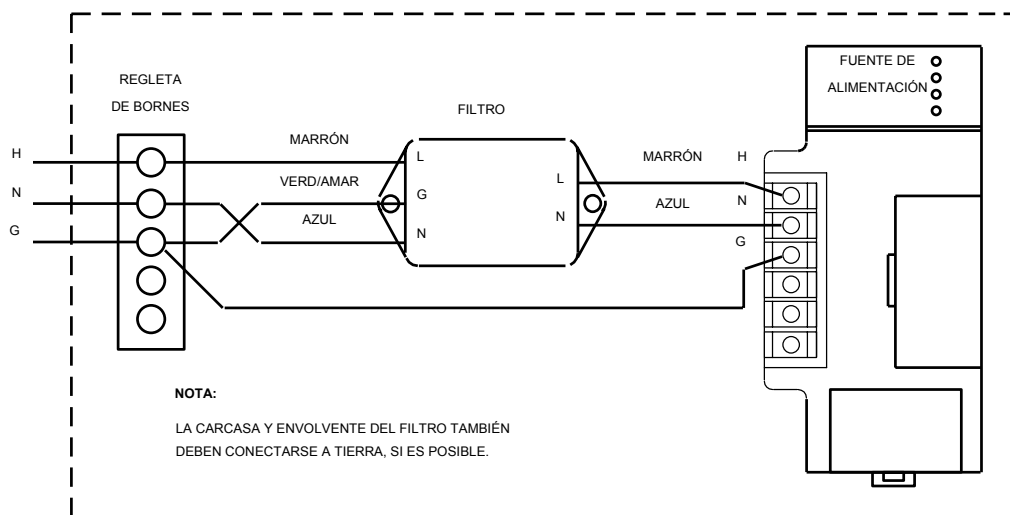 FUENTE DE
ALIMENTACIÓN
REGLETA
DE BORNES
FILTRO
H
MARRÓN
L
MARRÓN
H
N
VERD/AMAR
G
L
AZUL
N
G
AZUL
N
N
G
NOTA:
LA CARCASA Y ENVOLVENTE DEL FILTRO TAMBIÉN
DEBEN CONECTARSE A TIERRA, SI ES POSIBLE.